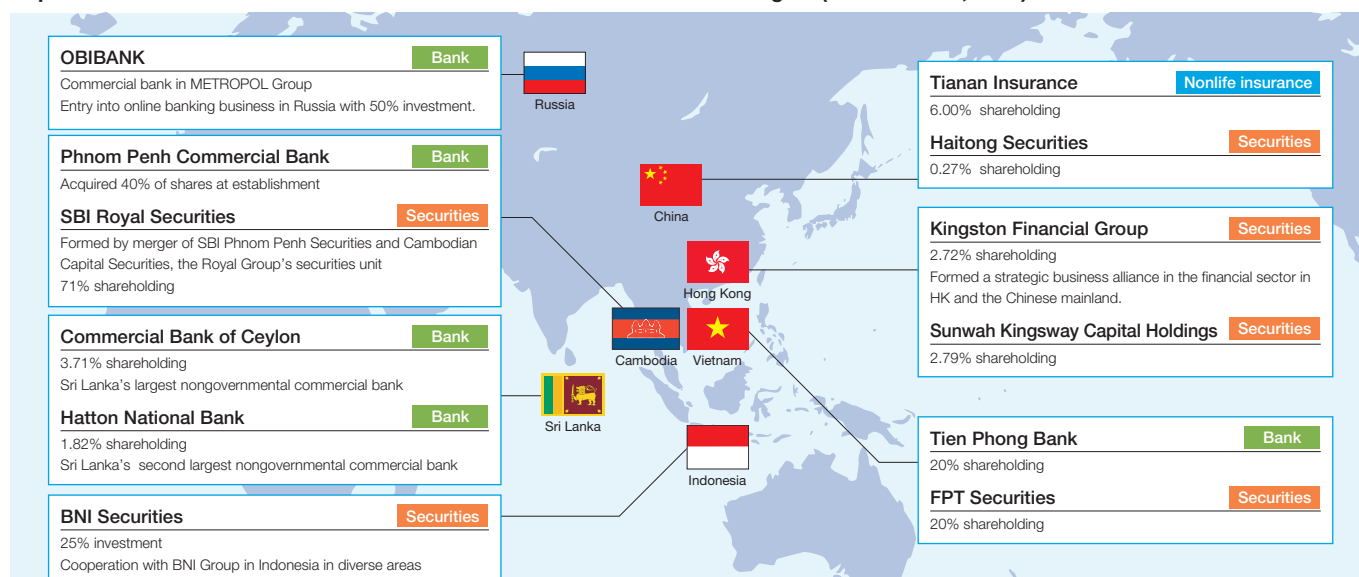 OBIBANK Bank
Commercial bank in METROPOL Group
Entry into online banking business in Russia with 50% investment.
Phnom Penh Commercial Bank Bank
Acquired 40% of shares at establishment
SBI Royal Securities Securities
Formed by merger of SBI Phnom Penh Securities and Cambodian
Capital Securities, the Royal Group's securities unit
71% shareholding
Commercial Bank of Ceylon Bank
3.71% shareholding
Sri Lanka's largest nongovernmental commercial bank
Hatton National Bank Bank
1.82% shareholding
Sri Lanka's second largest nongovernmental commercial bank
BNI Securities Securities
25% investment
Cooperation with BNI Group in Indonesia in diverse areas
Russia
China
Hong Kong
Cambodia
Vietnam
Sri Lanka
Indonesia
Tianan Insurance Nonlife insurance
6.00% shareholding
Haitong Securities Securities
0.27% shareholding
Kingston Financial Group Securities
2.72% shareholding
Formed a strategic business alliance in the financial sector in
HK and the Chinese mainland.
Sunwah Kingsway Capital Holdings Securities
2.79% shareholding
Tien Phong Bank Bank
20% shareholding
FPT Securities Securities
20% shareholding